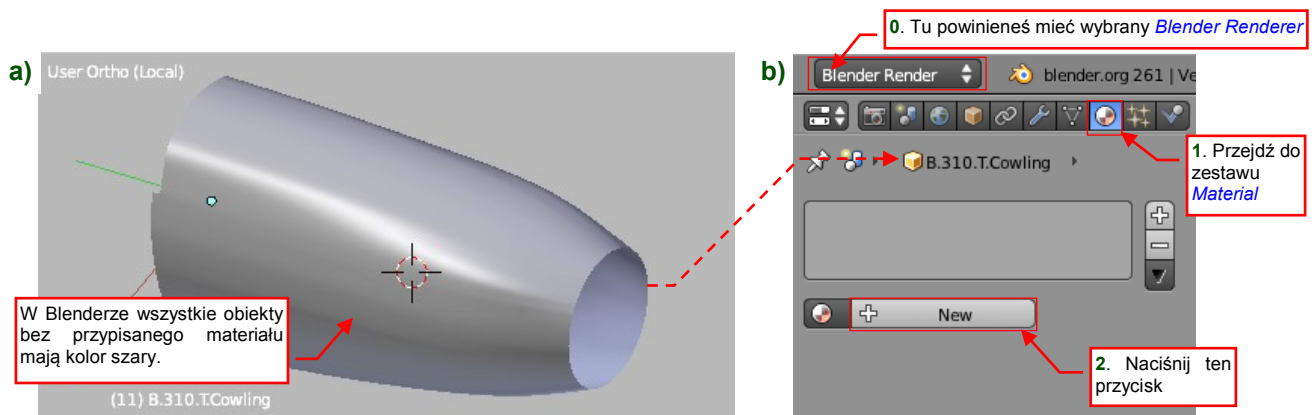 0. Tu powinieneś mieć wybrany Blender Renderer
a)
User Ortho (Local)
b)
Blender Render
blender.org 261 | Ve
1. Przejdź do
zestawu
Material
B.310.T.Cowling
W Blenderze wszystkie obiekty
bez przypisanego materiału
mają kolor szary.
New
2. Naciśnij ten
przycisk
(11) B.310.T.Cowling